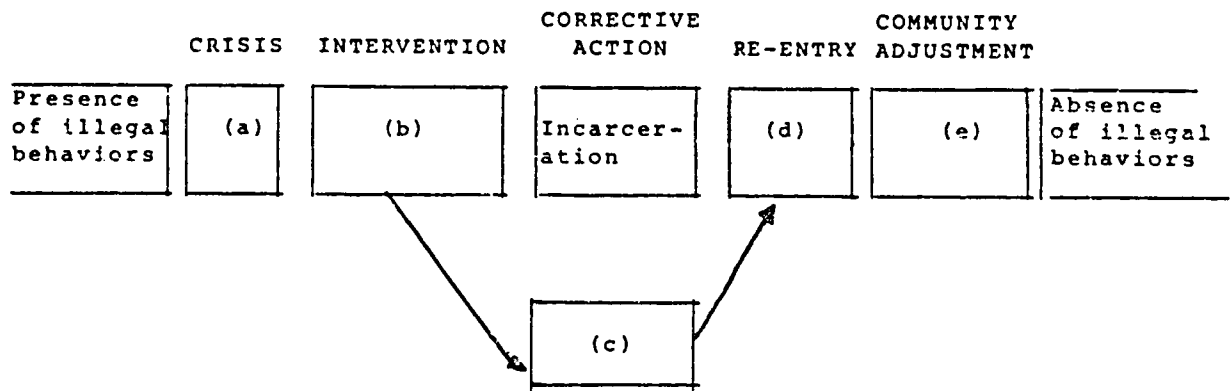 CRISIS INTERVENTION CORRECTIVE ACTION RE-ENTRY COMMUNITY ADJUSTMENT
Presence
of illegal
behaviors
(a)
(b)
Incarcer-
ation
(d)
(e)
Absence
of illegal
behaviors
(c)